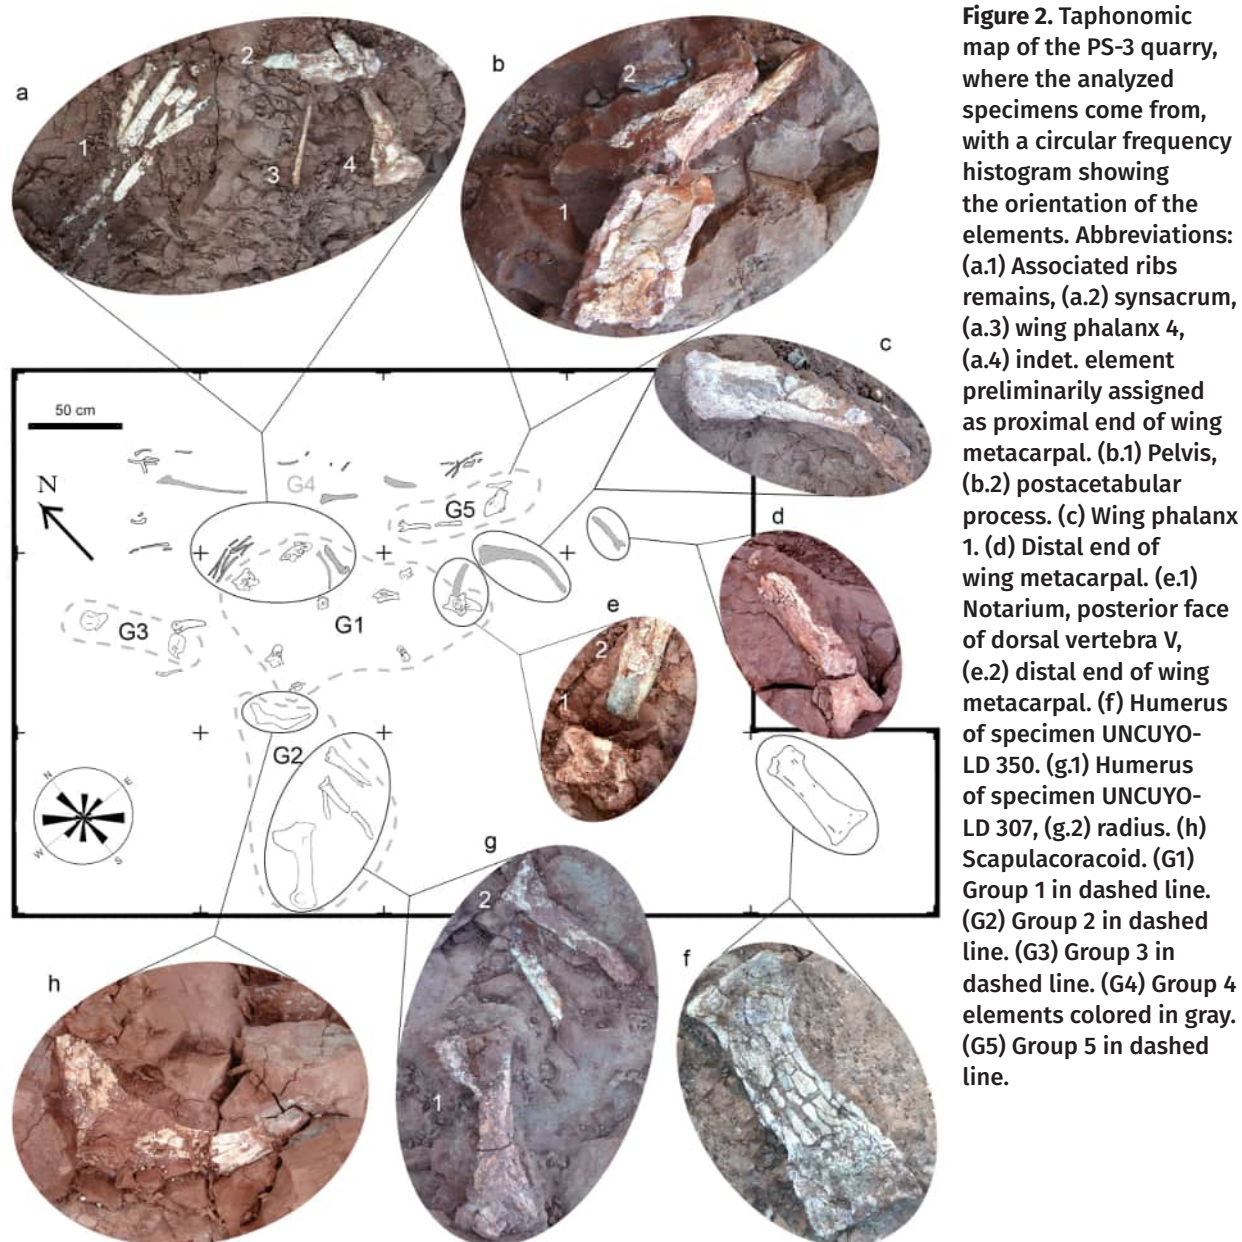 a
1
2
3
4
b
2
1
c
50 cm
N
G4
G5
d
G3
G1
e
2
1
G2
N
E
W
S
g
2
1
f
h
Figure 2. Taphonomic
map of the PS-3 quarry,
where the analyzed
specimens come from,
with a circular frequency
histogram showing
the orientation of the
elements. Abbreviations:
(a.1) Associated ribs
remains, (a.2) synsacrum,
(a.3) wing phalanx 4,
(a.4) indet. element
preliminarily assigned
as proximal end of wing
metacarpal. (b.1) Pelvis,
(b.2) postacetabular
process. (c) Wing phalanx
1. (d) Distal end of
wing metacarpal. (e.1)
Notarium, posterior face
of dorsal vertebra V,
(e.2) distal end of wing
metacarpal. (f) Humerus
of specimen UNCUYO-
LD 350. (g.1) Humerus
of specimen UNCUYO-
LD 307, (g.2) radius. (h)
Scapulacoracoid. (G1)
Group 1 in dashed line.
(G2) Group 2 in dashed
line. (G3) Group 3 in
dashed line. (G4) Group 4
elements colored in gray.
(G5) Group 5 in dashed
line.